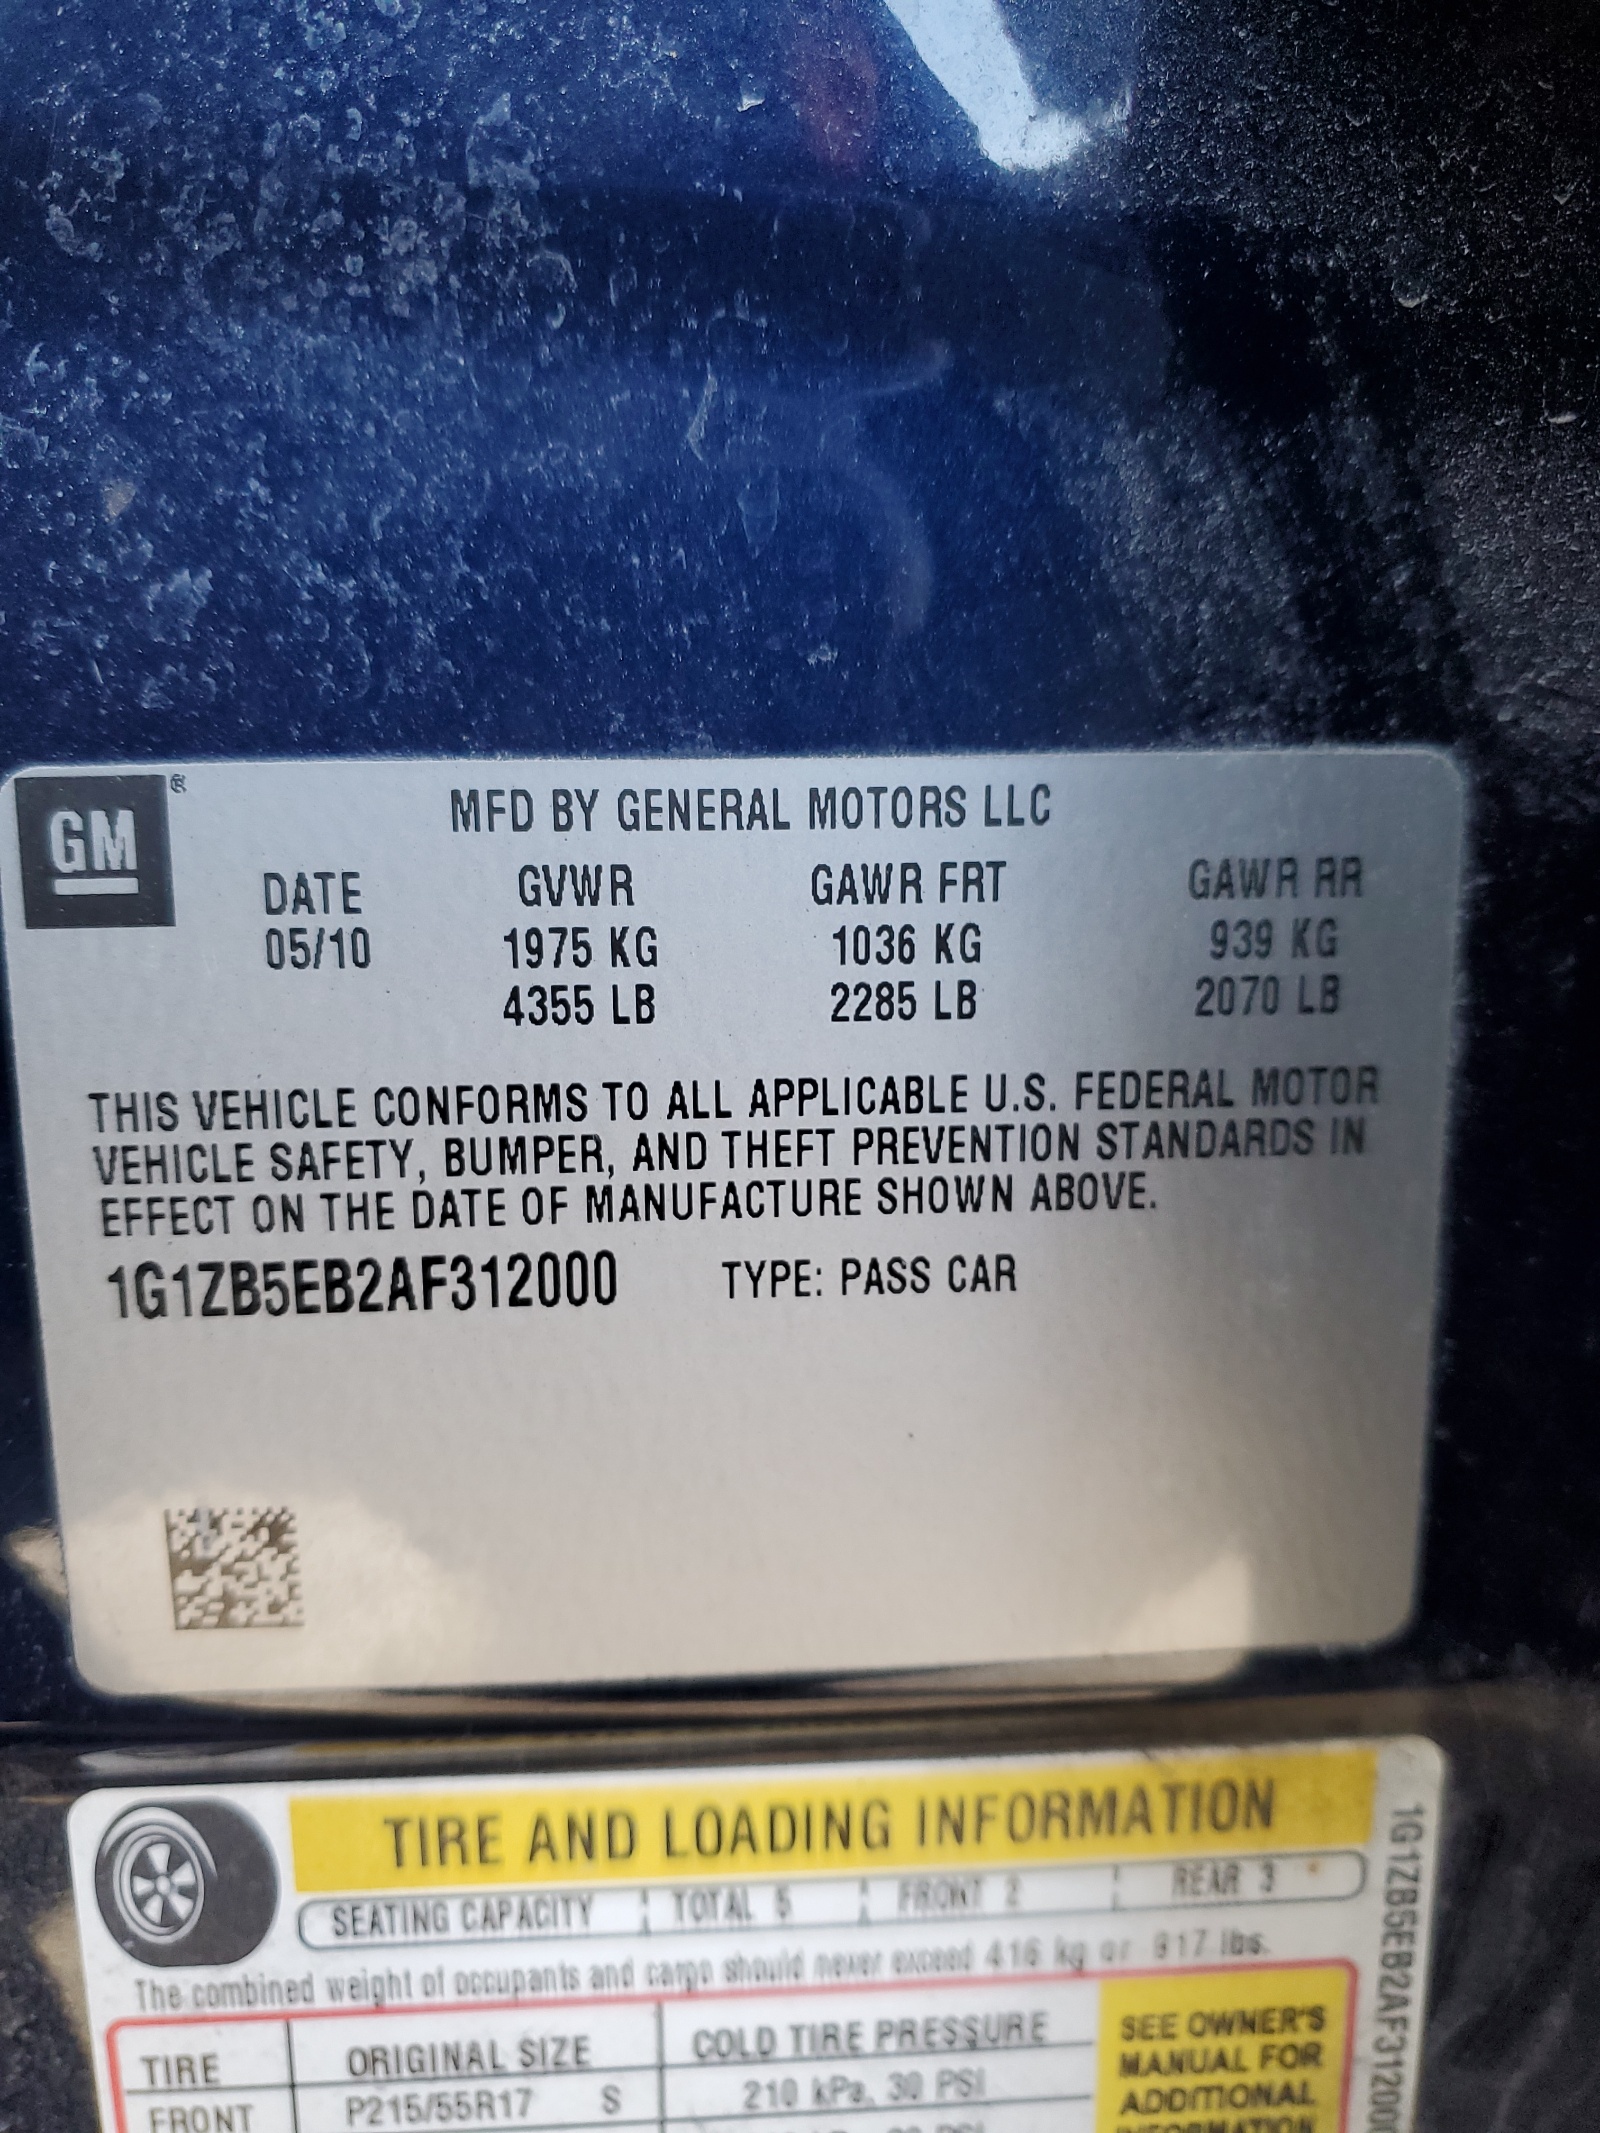 GM ®
MFD BY GENERAL MOTORS LLC
DATE GVWR GAWR FRT GAWR RR
05/10 1975 KG 1036 KG 939 KG
4355 LB 2285 LB 2070 LB
THIS VEHICLE CONFORMS TO ALL APPLICABLE U.S. FEDERAL MOTOR
VEHICLE SAFETY, BUMPER, AND THEFT PREVENTION STANDARDS IN
EFFECT ON THE DATE OF MANUFACTURE SHOWN ABOVE.
1G1ZB5EB2AF312000 TYPE: PASS CAR
TIRE AND LOADING INFORMATION
SEATING CAPACITY TOTAL 5 FRONT 2 REAR 3
The combined weight of occupants and cargo should never exceed 416 kg or 917 lbs.
TIRE ORIGINAL SIZE COLD TIRE PRESSURE
FRONT P215/55R17 S 210 kPa, 30 PSI
SEE OWNER'S
MANUAL FOR
ADDITIONAL
INFORMATION
1G1ZB5EB2AF312000